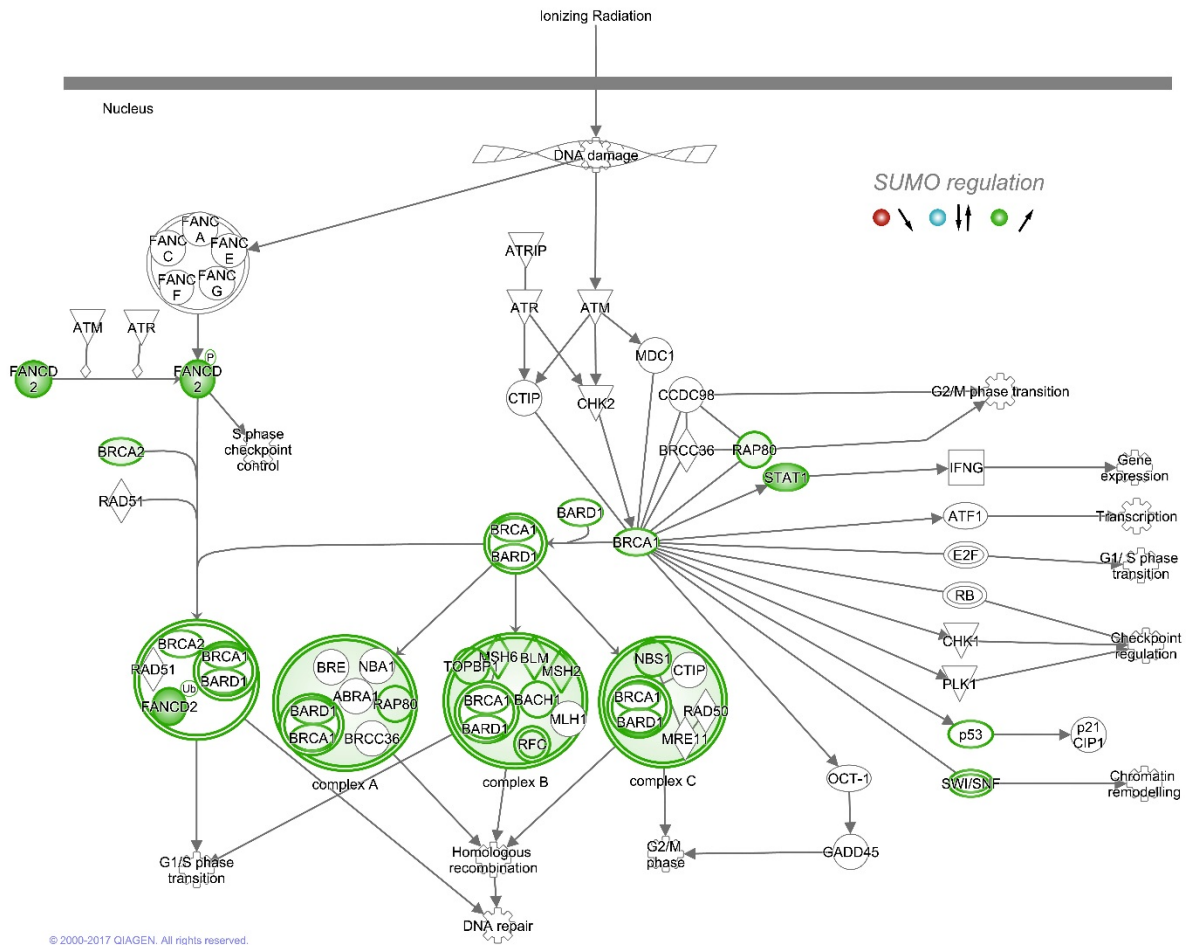 Ionizing Radiation
Nucleus
DNA damage
SUMO regulation
FANC
A
FANC
C
FANC
E
FANC
F
FANC
G
ATRIP
ATM
ATR
ATR
ATM
MDC1
FANCD
2
P
FANCD
2
CTIP
CHK2
CCDC98
G2/M phase transition
S phase
checkpoint
control
BRCA2
BRCC36
RAP80
RAD51
STAT1
IFNG
Gene
expression
BARD1
ATF1
Transcription
BRCA1
BARD1
BRCA1
E2F
G1/ S phase
transition
RB
CHK1
Checkpoint
regulation
PLK1
BRCA2
RAD51
BRCA1
BARD1
Ub
FANCD2
BRE
NBA1
ABRA1
RAP80
BARD1
BRCA1
BRCC36
complex A
TOPBP1
MSH6
BLM
MSH2
BRCA1
BACH1
BARD1
MLH1
RFC
complex B
NBS1
CTIP
BRCA1
BARD1
RAD50
MRE11
complex C
p53
p21
CIP1
OCT-1
SWI/SNF
Chromatin
remodelling
G1/S phase
transition
Homologous
recombination
G2/M
phase
GADD45
DNA repair
© 2000-2017 QIAGEN. All rights reserved.